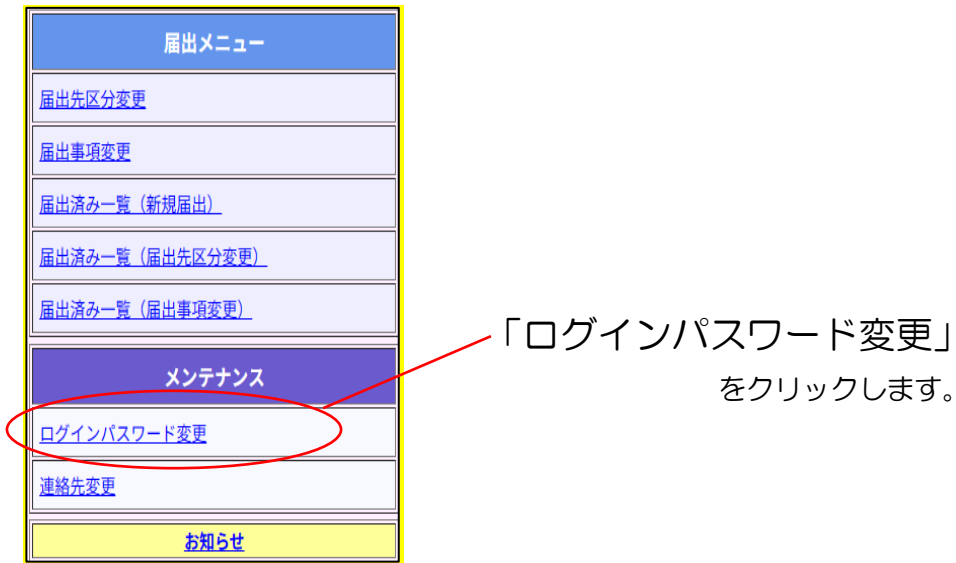 届出メニュー
届出先区分変更
届出事項変更
届出済み一覧（新規届出）
届出済み一覧（届出先区分変更）
届出済み一覧（届出事項変更）
メンテナンス
ログインパスワード変更
連絡先変更
お知らせ
「ログインパスワード変更」
をクリックします。